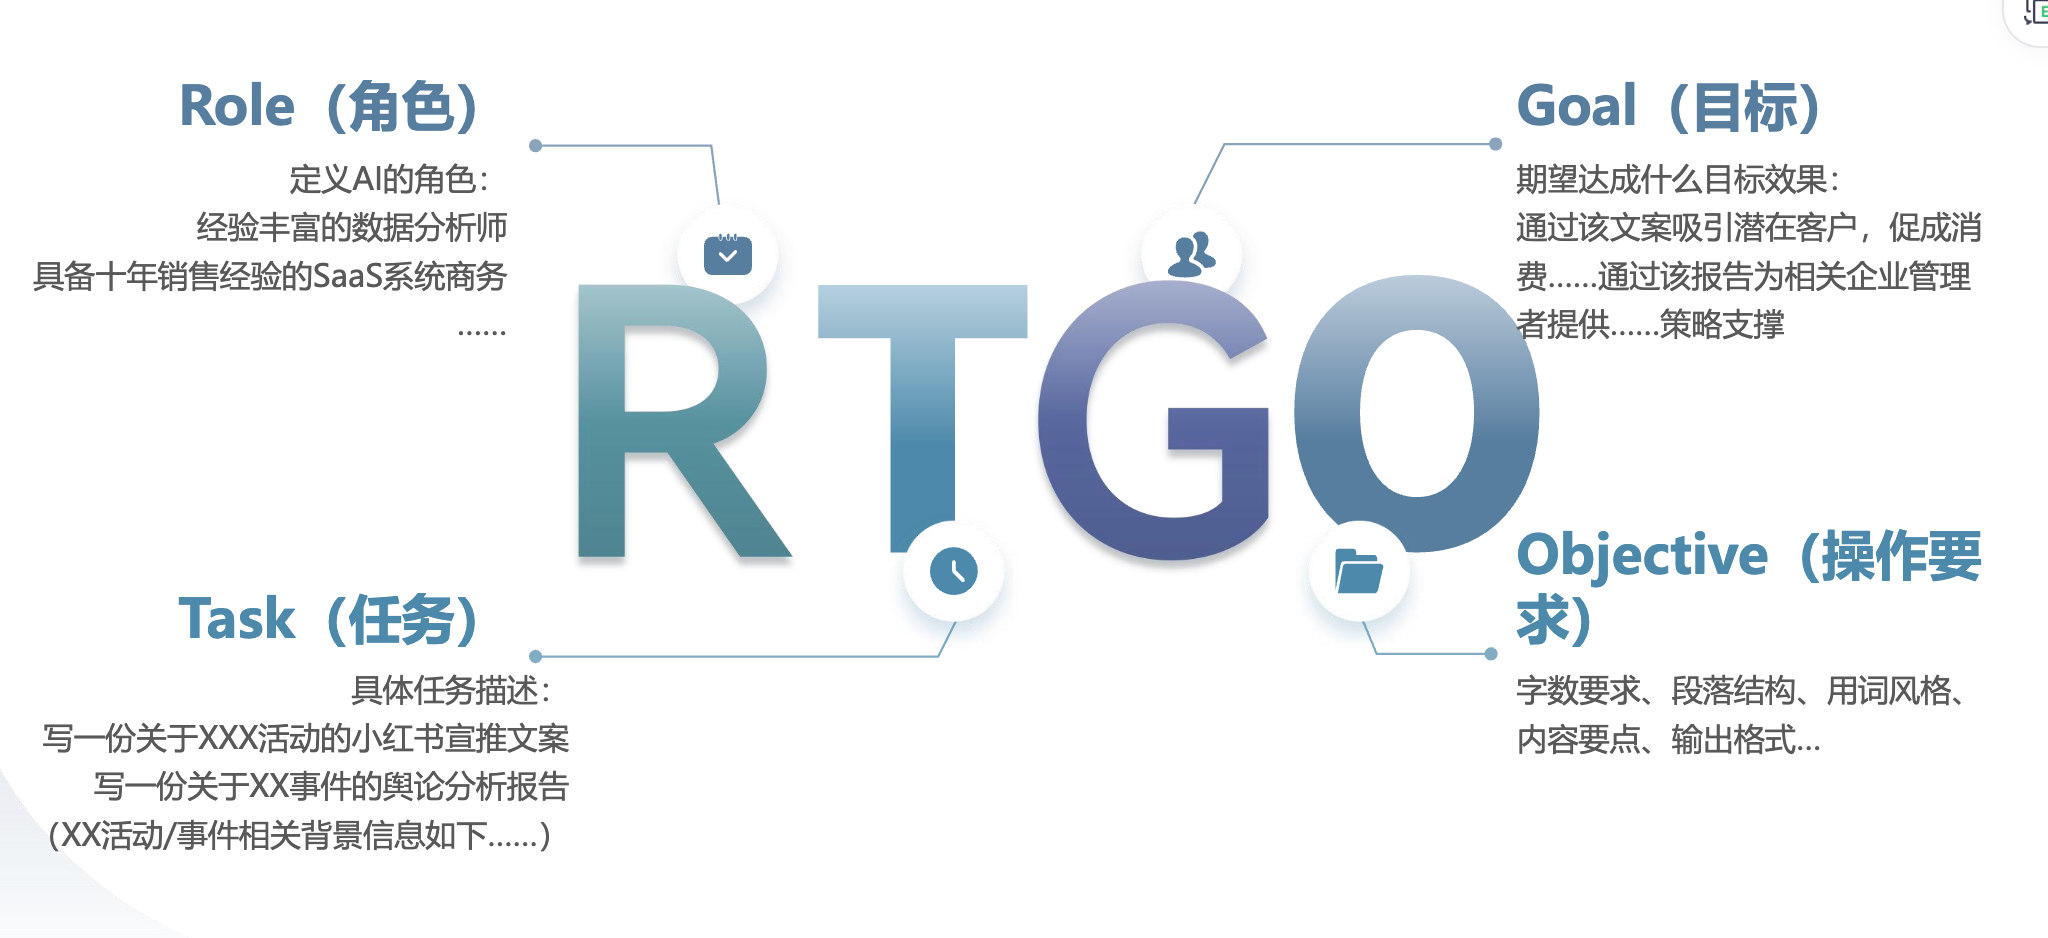 Role（角色）
定义AI的角色：
经验丰富的数据分析师
具备十年销售经验的SaaS系统商务
……
Goal（目标）
期望达成什么目标效果：
通过该文案吸引潜在客户，促成消
费……通过该报告为相关企业管理
者提供……策略支撑
RTGO
Task（任务）
具体任务描述：
写一份关于XXX活动的小红书宣推文案
写一份关于XX事件的舆论分析报告
（XX活动/事件相关背景信息如下……）
Objective（操作要
求）
字数要求、段落结构、用词风格、
内容要点、输出格式…